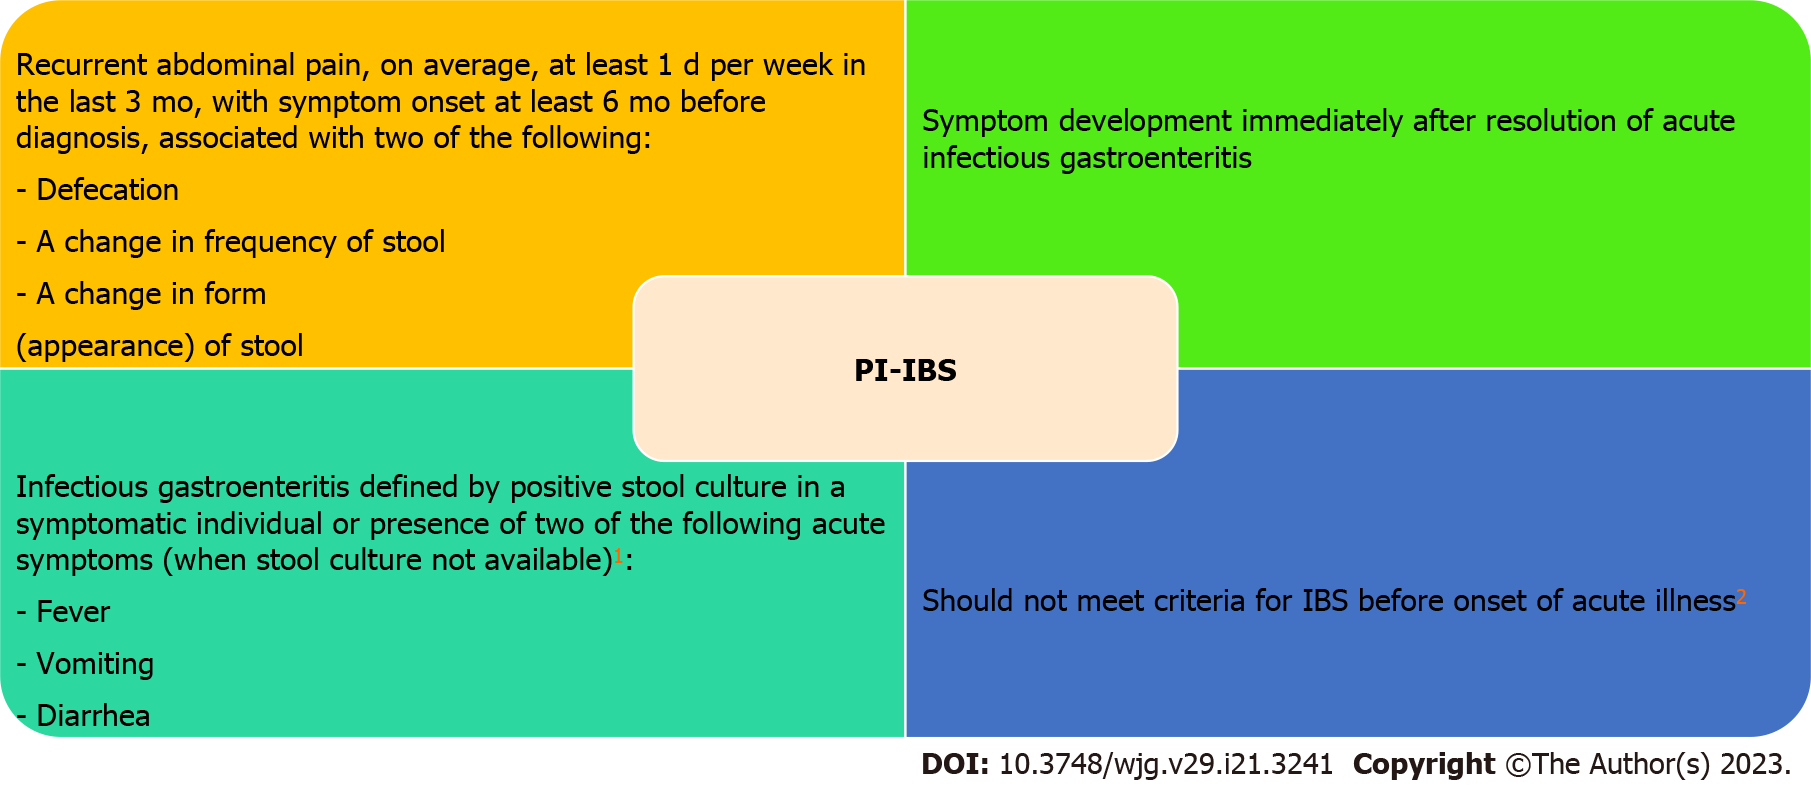 Recurrent abdominal pain, on average, at least 1 d per week in
the last 3 mo, with symptom onset at least 6 mo before
diagnosis, associated with two of the following:
- Defecation
- A change in frequency of stool
- A change in form
(appearance) of stool
Symptom development immediately after resolution of acute
infectious gastroenteritis
PI-IBS
Infectious gastroenteritis defined by positive stool culture in a
symptomatic individual or presence of two of the following acute
symptoms (when stool culture not available)1:
- Fever
- Vomiting
- Diarrhea
Should not meet criteria for IBS before onset of acute illness2
DOI: 10.3748/wjg.v29.i21.3241 Copyright ©The Author(s) 2023.